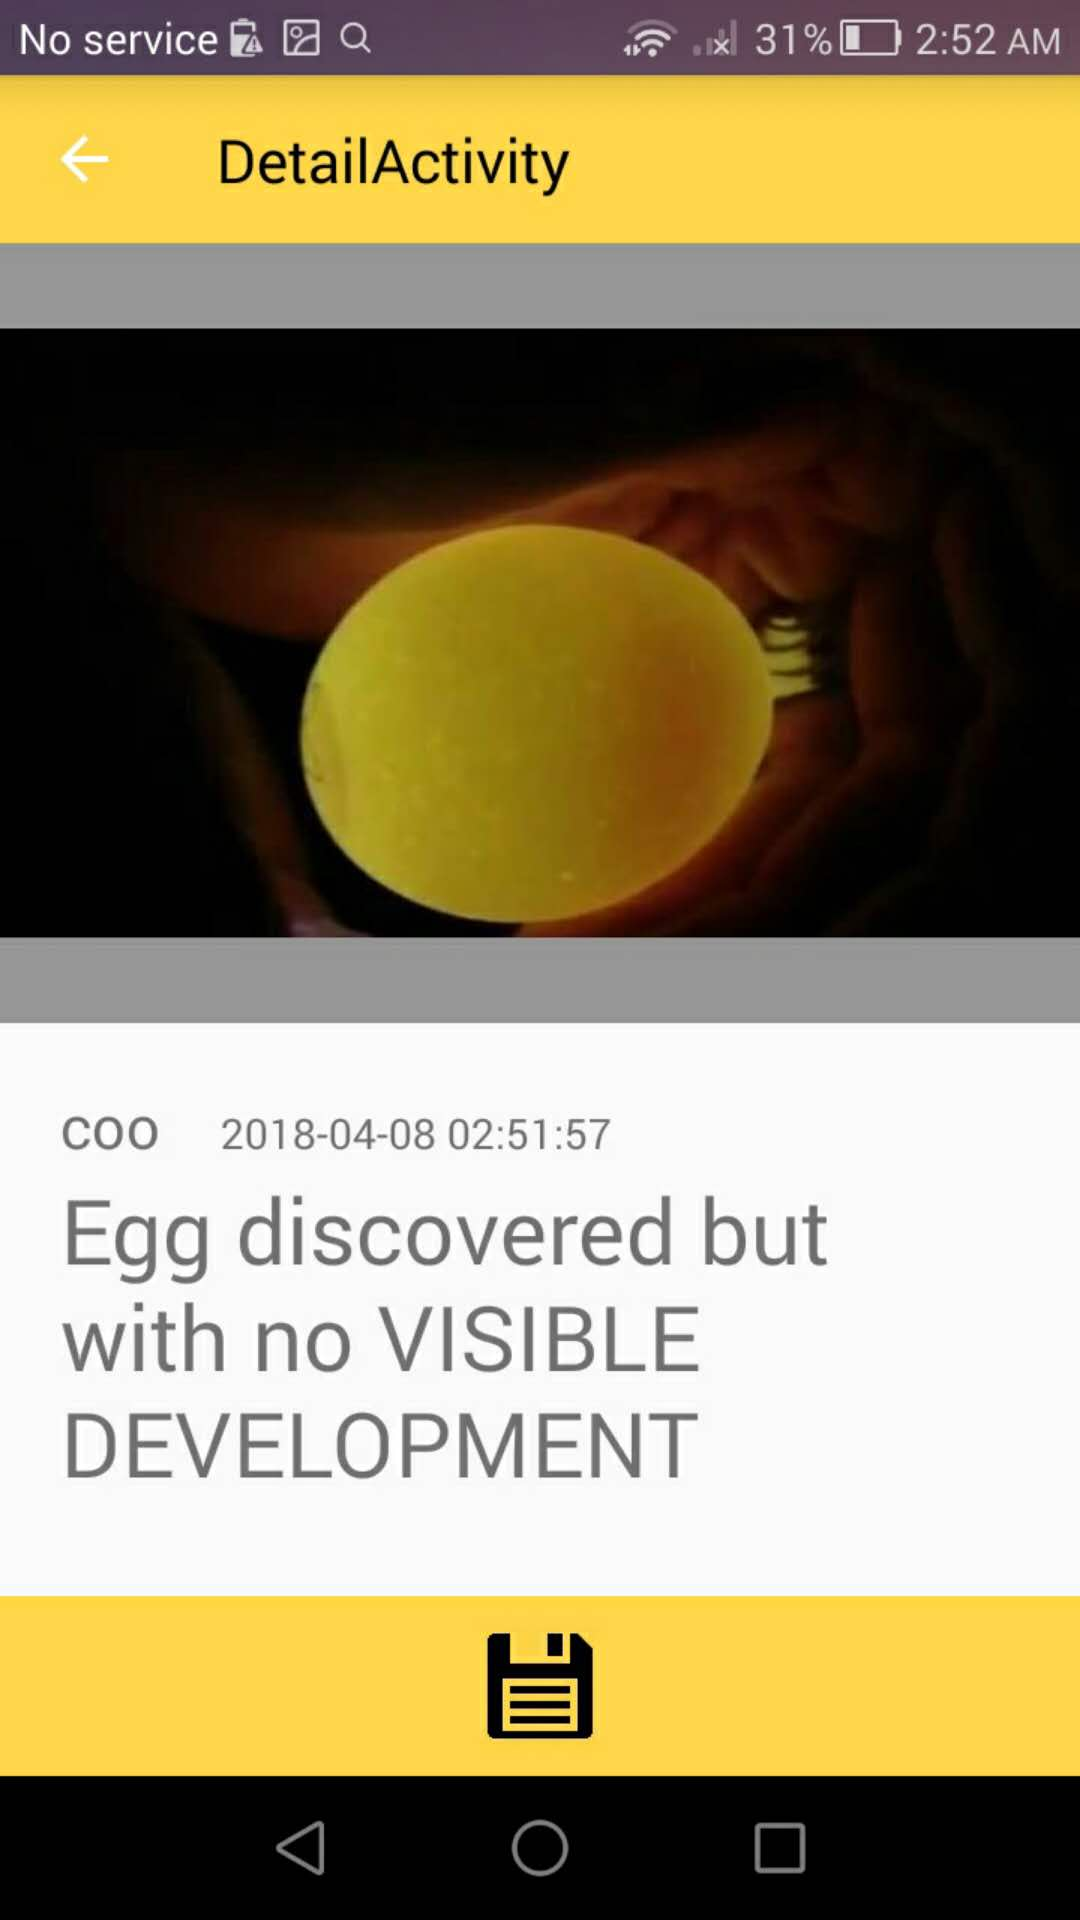 No service 31% 2:52 AM
DetailActivity
COO 2018-04-08 02:51:57
Egg discovered but
with no VISIBLE
DEVELOPMENT